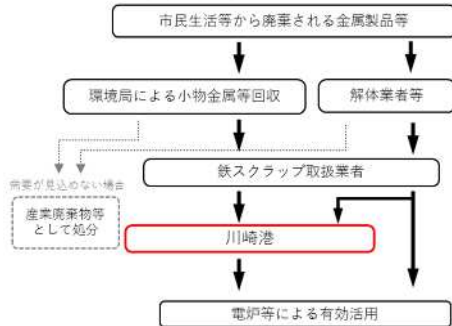 市民生活等から廃棄される金属製品等
環境局による小物金属等回収
解体業者等
需要が見込めない場合
鉄スクラップ取扱業者
産業廃棄物等
として処分
川崎港
電炉等による有効活用